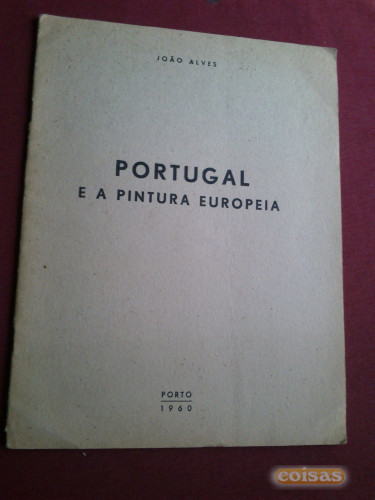 JOÃO ALVES
PORTUGAL
E A PINTURA EUROPEIA
PORTO
1960
coisas